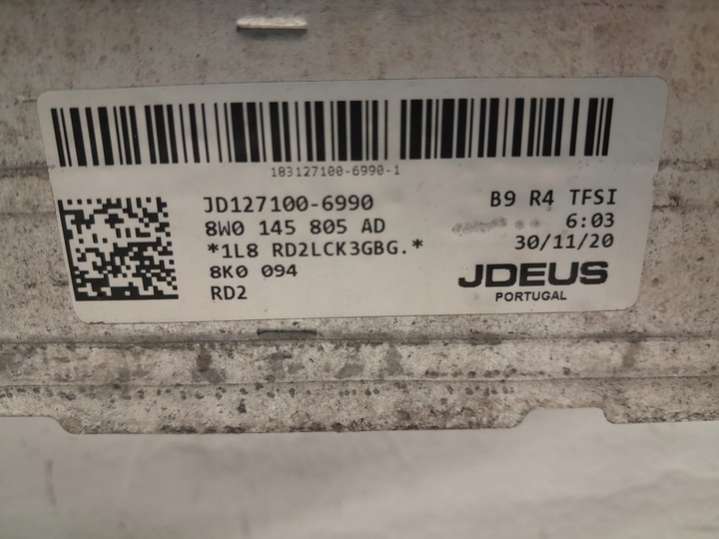 183127100-6990-1
JD127100-6990
B9 R4 TFSI
8W0 145 805 AD
6:03
*1L8 RD2LCK3GBG.*
30/11/20
8K0 094
JDEUS
RD2
PORTUGAL